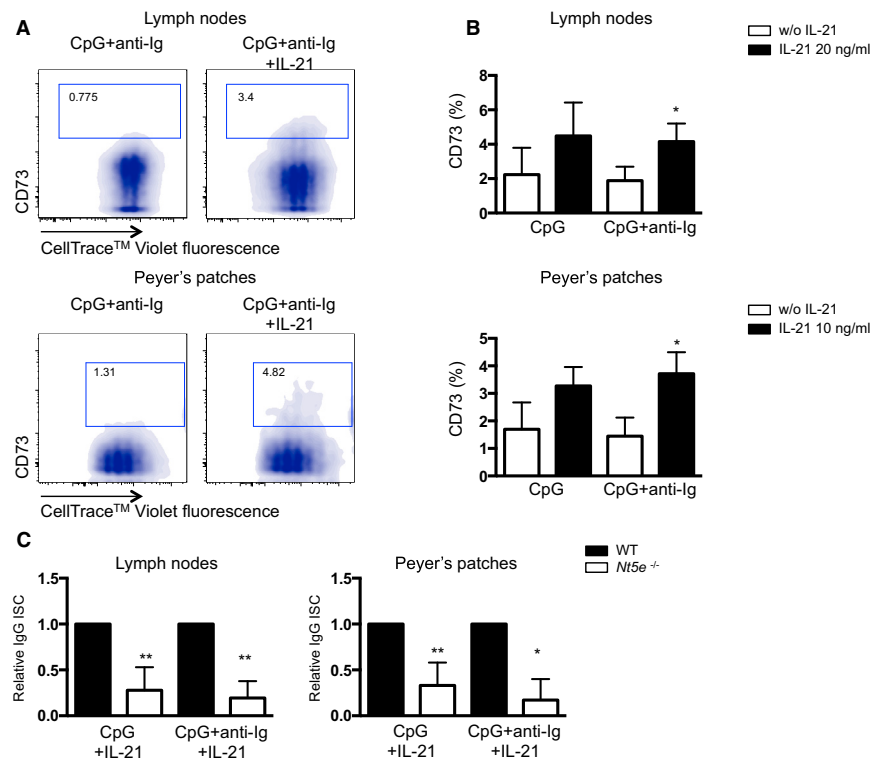 A
Lymph nodes
CpG+anti-Ig
CpG+anti-Ig
+IL-21
0.775
3.4
CD73
CellTrace™ Violet fluorescence
Peyer's patches
CpG+anti-Ig
CpG+anti-Ig
+IL-21
1.31
4.82
CD73
CellTrace™ Violet fluorescence
B
Lymph nodes
w/o IL-21
IL-21 20 ng/ml
CD73 (%)
8
6
4
2
0
*
CpG
CpG+anti-Ig
Peyer's patches
w/o IL-21
IL-21 10 ng/ml
CD73 (%)
5
4
3
2
1
0
*
CpG
CpG+anti-Ig
C
WT
Nt5e -/-
Lymph nodes
Relative IgG ISC
1.5
1.0
0.5
0.0
**
**
CpG
+IL-21
CpG+anti-Ig
+IL-21
Peyer's patches
Relative IgG ISC
1.5
1.0
0.5
0.0
**
*
CpG
+IL-21
CpG+anti-Ig
+IL-21